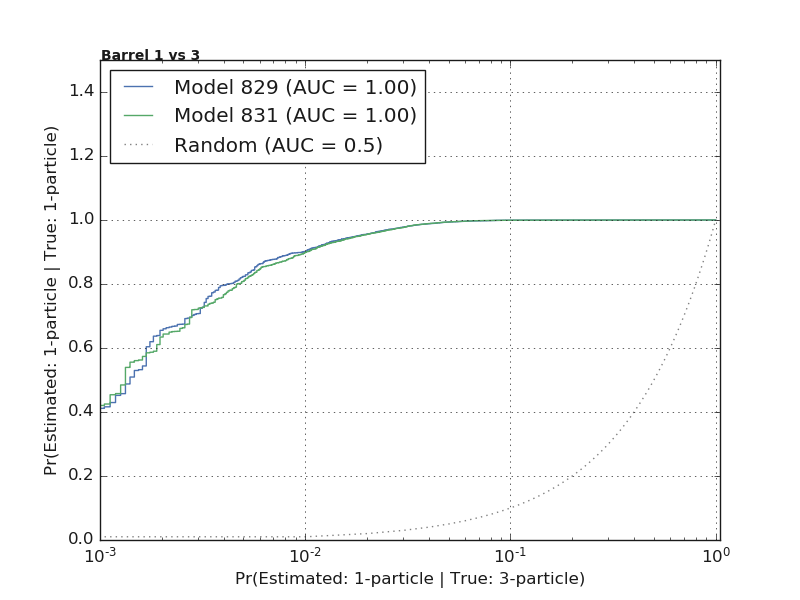 Barrel 1 vs 3
Model 829 (AUC = 1.00)
Model 831 (AUC = 1.00)
Random (AUC = 0.5)
1.4
1.2
1.0
0.8
0.6
0.4
0.2
0.0
Pr(Estimated: 1-particle | True: 1-particle)
10^-3 10^-2 10^-1 10^0
Pr(Estimated: 1-particle | True: 3-particle)